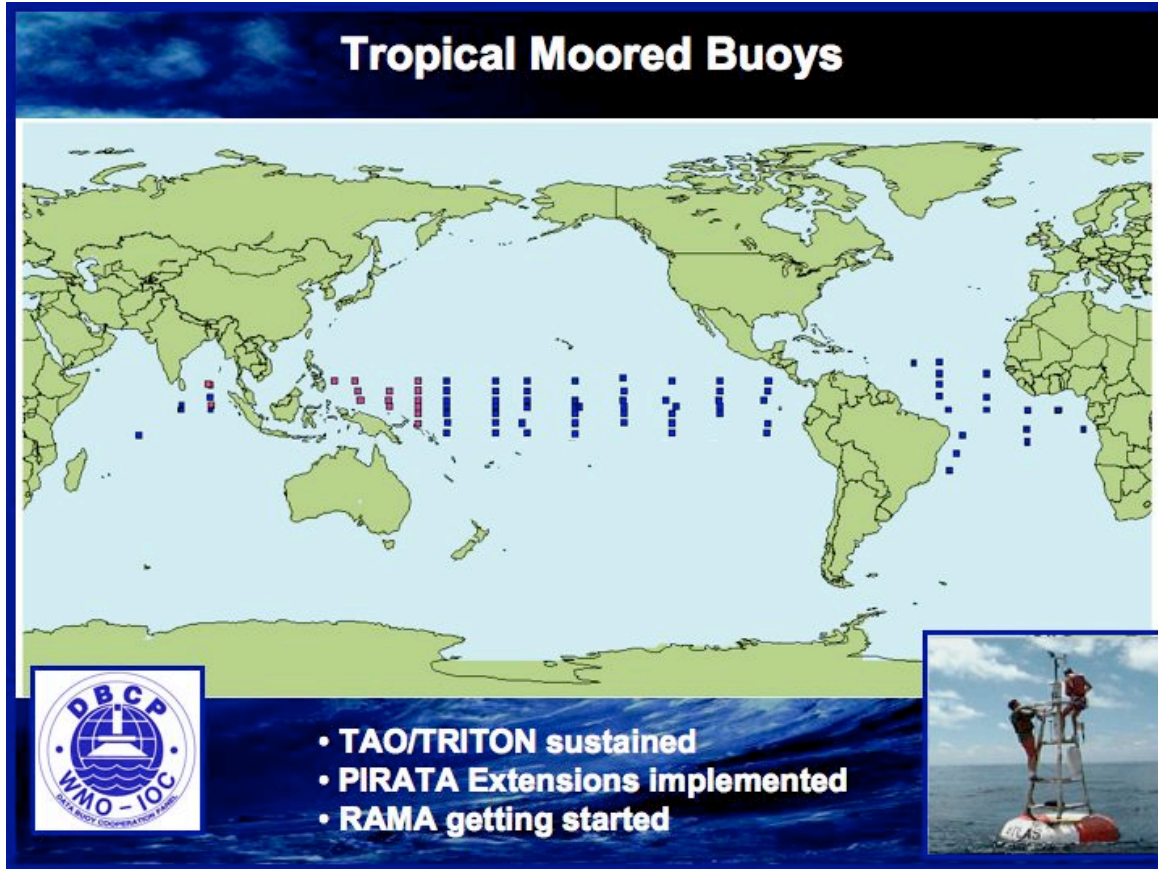 Tropical Moored Buoys
DBCP
WMO – IOC
DATA BUOY COOPERATION PANEL
• TAO/TRITON sustained
• PIRATA Extensions implemented
• RAMA getting started
ATLAS